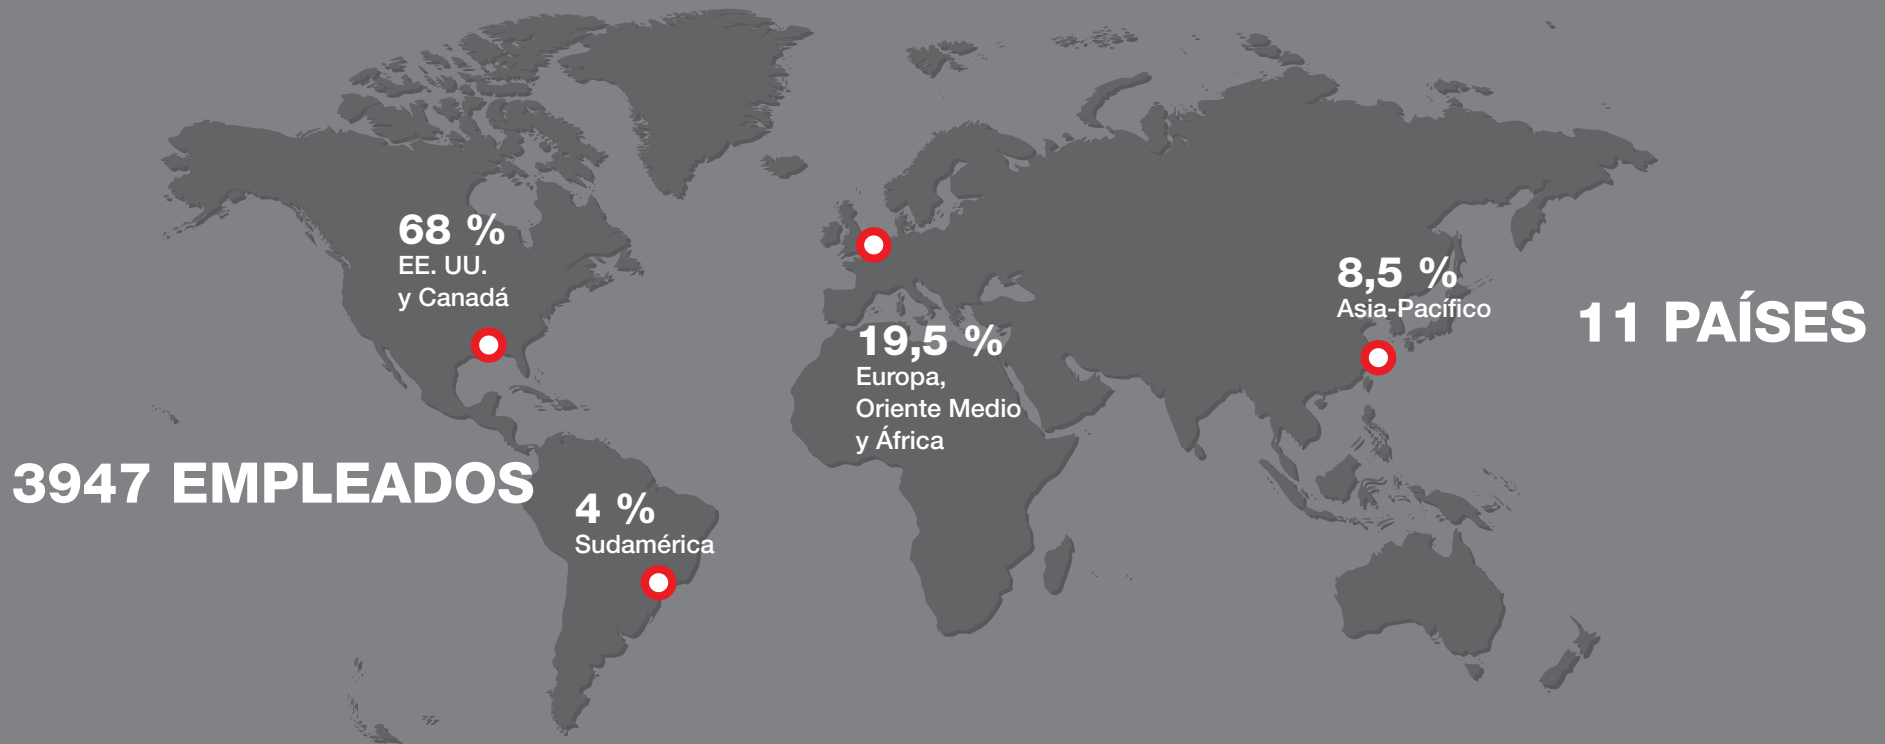 68 %
EE. UU.
y Canadá
8,5 %
Asia-Pacífico
11 PAÍSES
19,5 %
Europa,
Oriente Medio
y África
3947 EMPLEADOS
4 %
Sudamérica